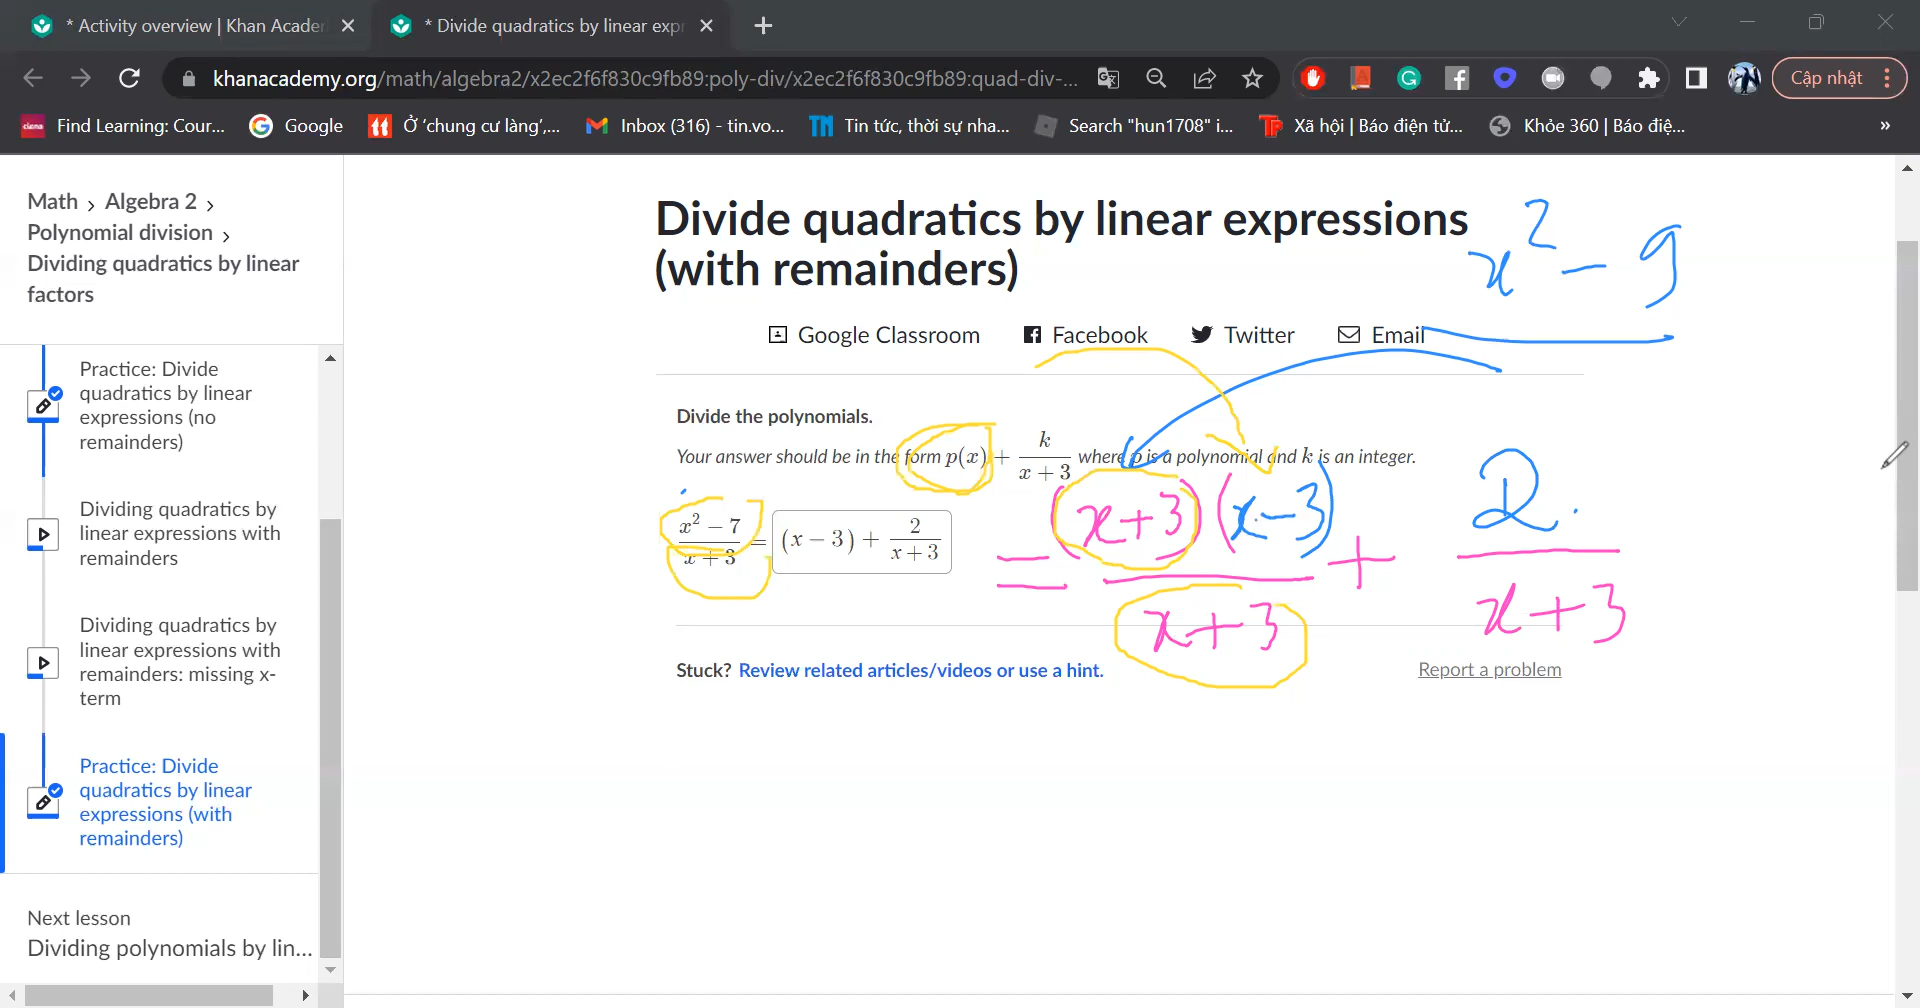 * Activity overview | Khan Acader
* Divide quadratics by linear expr
khanacademy.org/math/algebra2/x2ec2f6f830c9fb89:poly-div/x2ec2f6f830c9fb89:quad-div-...
Cập nhật
ciena Find Learning: Cour...
Google
Ở 'chung cư làng',...
Inbox (316) - tin.vo...
TN Tin tức, thời sự nha...
Search "hun1708" i...
TP Xã hội | Báo điện tử...
Khỏe 360 | Báo điệ...
»
Math > Algebra 2 >
Polynomial division >
Dividing quadratics by linear
factors
Practice: Divide
quadratics by linear
expressions (no
remainders)
Dividing quadratics by
linear expressions with
remainders
Dividing quadratics by
linear expressions with
remainders: missing x-
term
Practice: Divide
quadratics by linear
expressions (with
remainders)
Next lesson
Dividing polynomials by lin...
Divide quadratics by linear expressions
(with remainders)
x² - 9
Google Classroom Facebook Twitter Email
Divide the polynomials.
Your answer should be in the form p(x) + k/(x + 3) where p is a polynomial and k is an integer.
(x² − 7)/(x + 3) = (x − 3) + 2/(x + 3)
= (x+3)(x-3)/(x+3) + 2/(x+3)
Stuck? Review related articles/videos or use a hint.
Report a problem